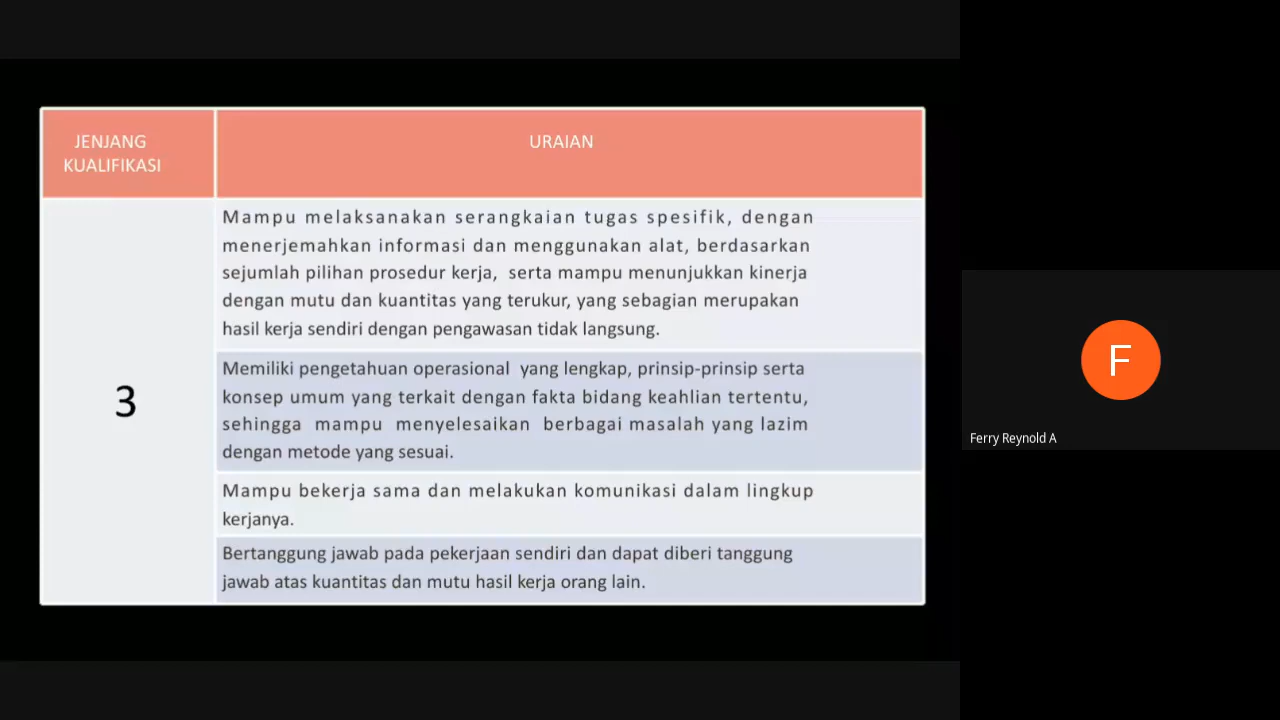 JENJANG
KUALIFIKASI
URAIAN
3
Mampu melaksanakan serangkaian tugas spesifik, dengan
menerjemahkan informasi dan menggunakan alat, berdasarkan
sejumlah pilihan prosedur kerja, serta mampu menunjukkan kinerja
dengan mutu dan kuantitas yang terukur, yang sebagian merupakan
hasil kerja sendiri dengan pengawasan tidak langsung.
Memiliki pengetahuan operasional yang lengkap, prinsip-prinsip serta
konsep umum yang terkait dengan fakta bidang keahlian tertentu,
sehingga mampu menyelesaikan berbagai masalah yang lazim
dengan metode yang sesuai.
Mampu bekerja sama dan melakukan komunikasi dalam lingkup
kerjanya.
Bertanggung jawab pada pekerjaan sendiri dan dapat diberi tanggung
jawab atas kuantitas dan mutu hasil kerja orang lain.
F
Ferry Reynold A